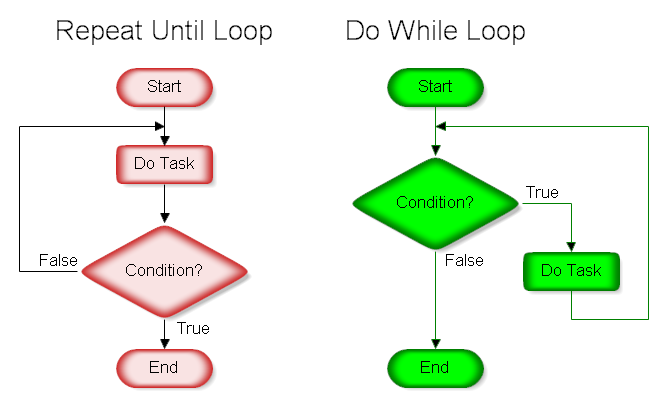 Repeat Until Loop
Start
Do Task
Condition?
False
True
End
Do While Loop
Start
Condition?
True
Do Task
False
End